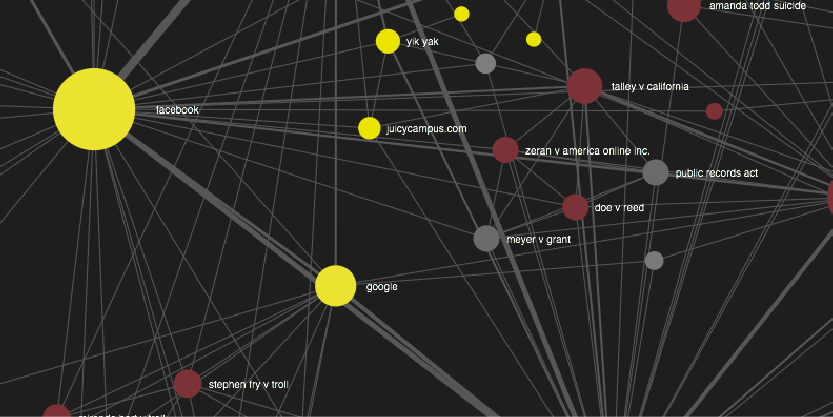 amanda todd suicide
yik yak
talley v california
facebook
juicycampus.com
zeran v america online inc.
public records act
doe v reed
meyer v grant
google
stephen fry v troll